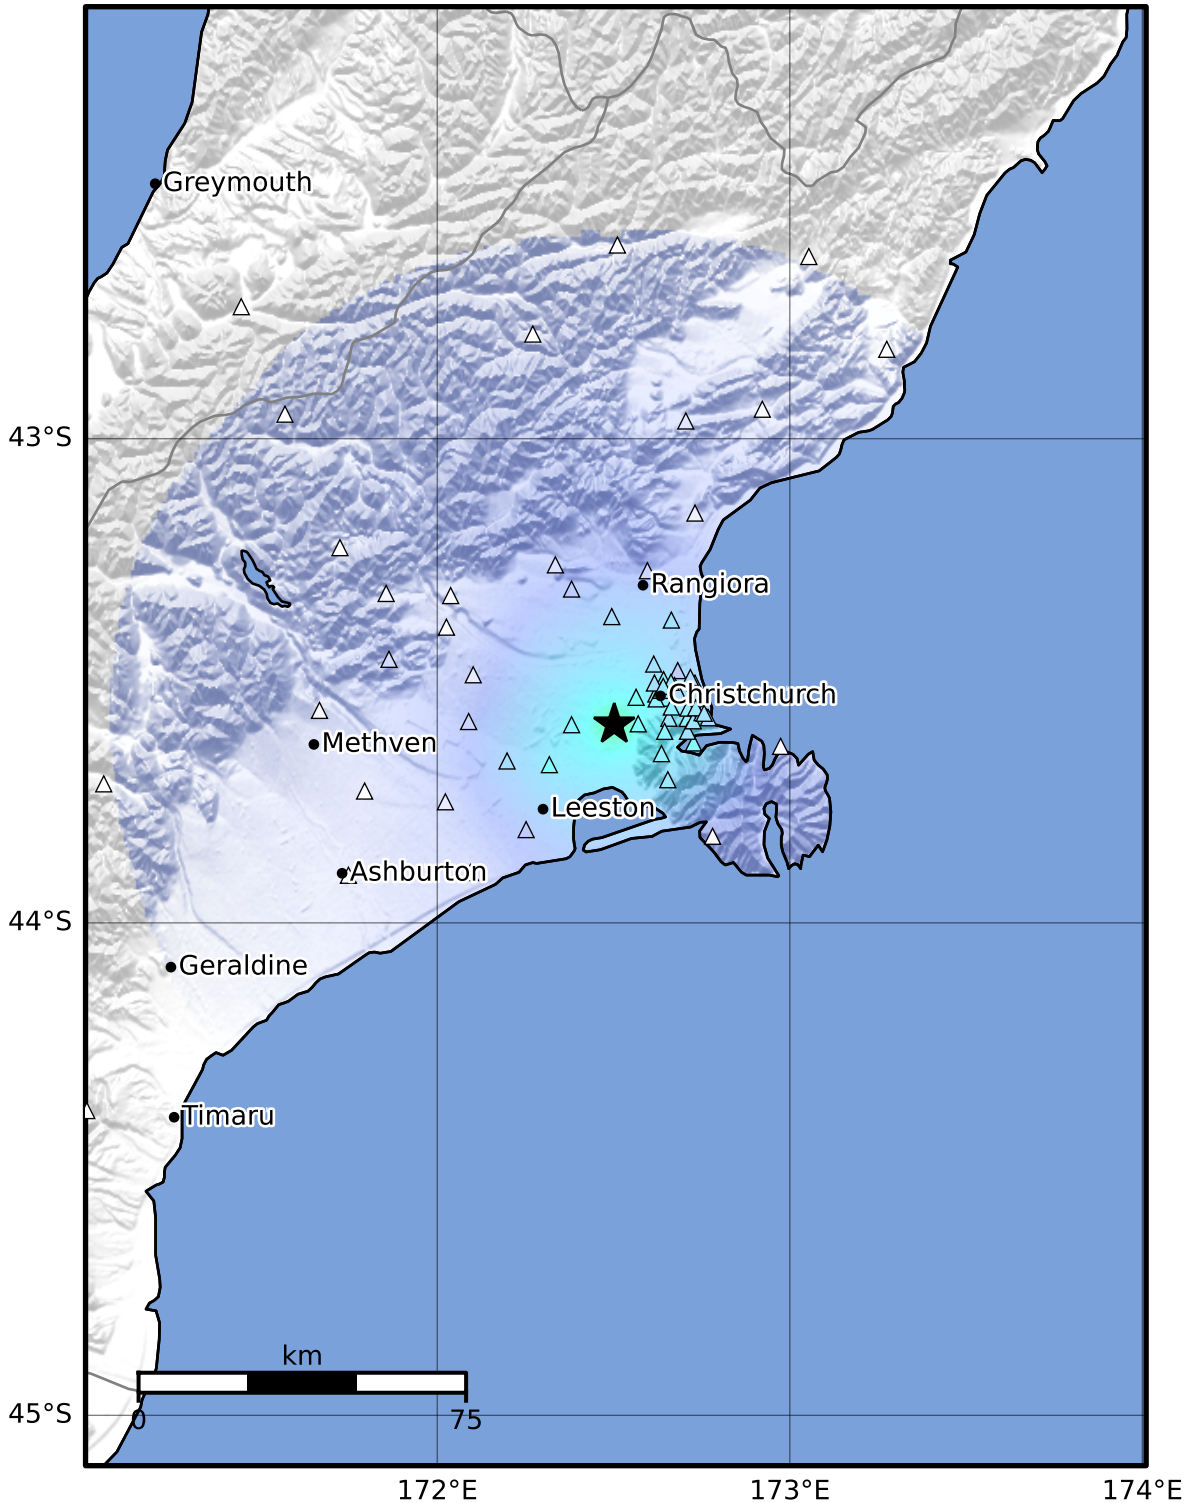 Greymouth
43°S
Rangiora
Christchurch
Methven
Leeston
Ashburton
44°S
Geraldine
Timaru
km
0
75
45°S
172°E
173°E
174°E